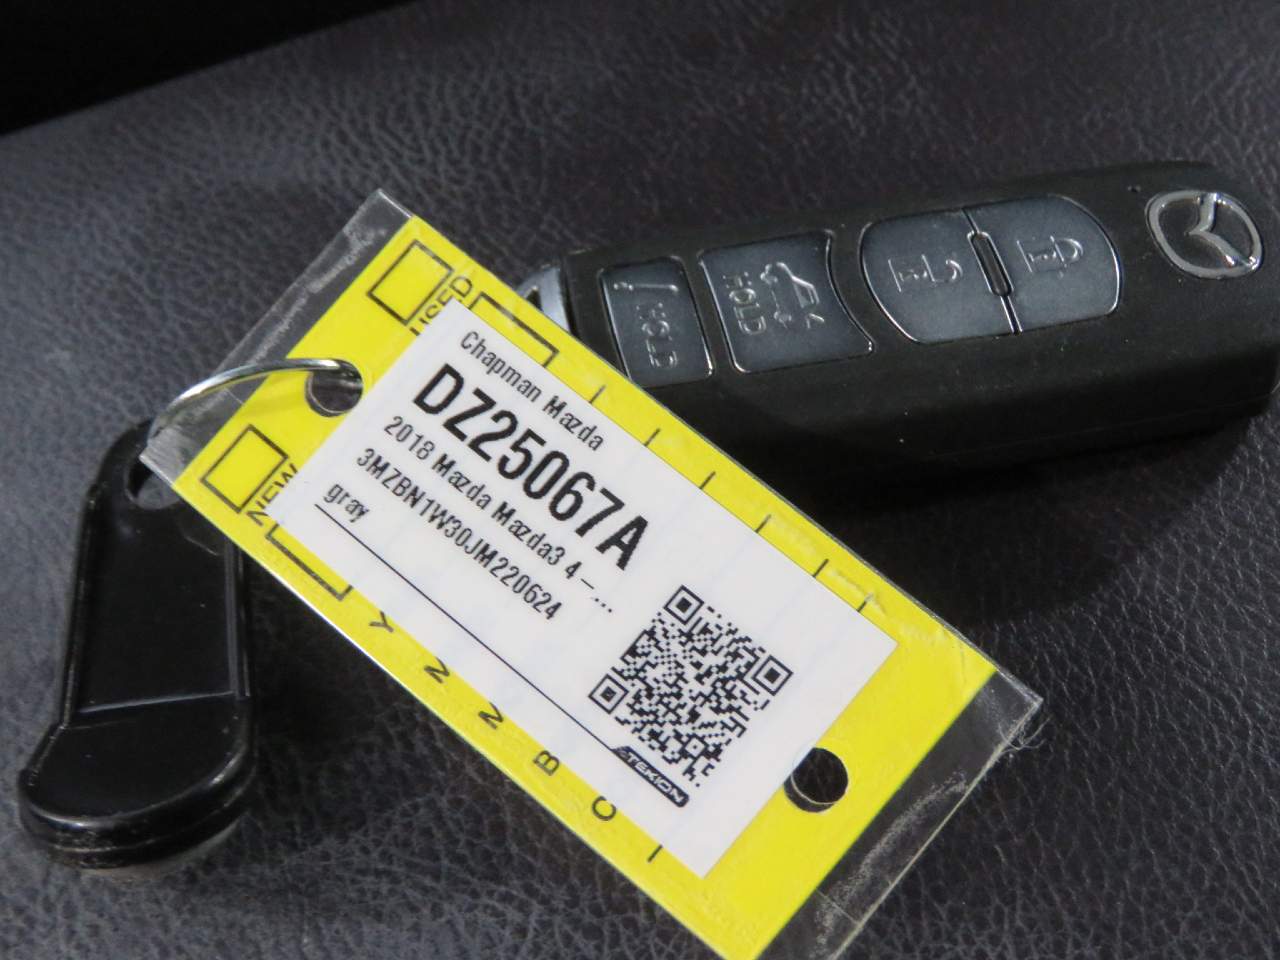 USED
NEW
Chapman Mazda
DZ25067A
2018 Mazda Mazda3 4-...
3MZBN1W30JM220624
gray
TEKION
Y
N
M
B
C
HOLD
HOLD